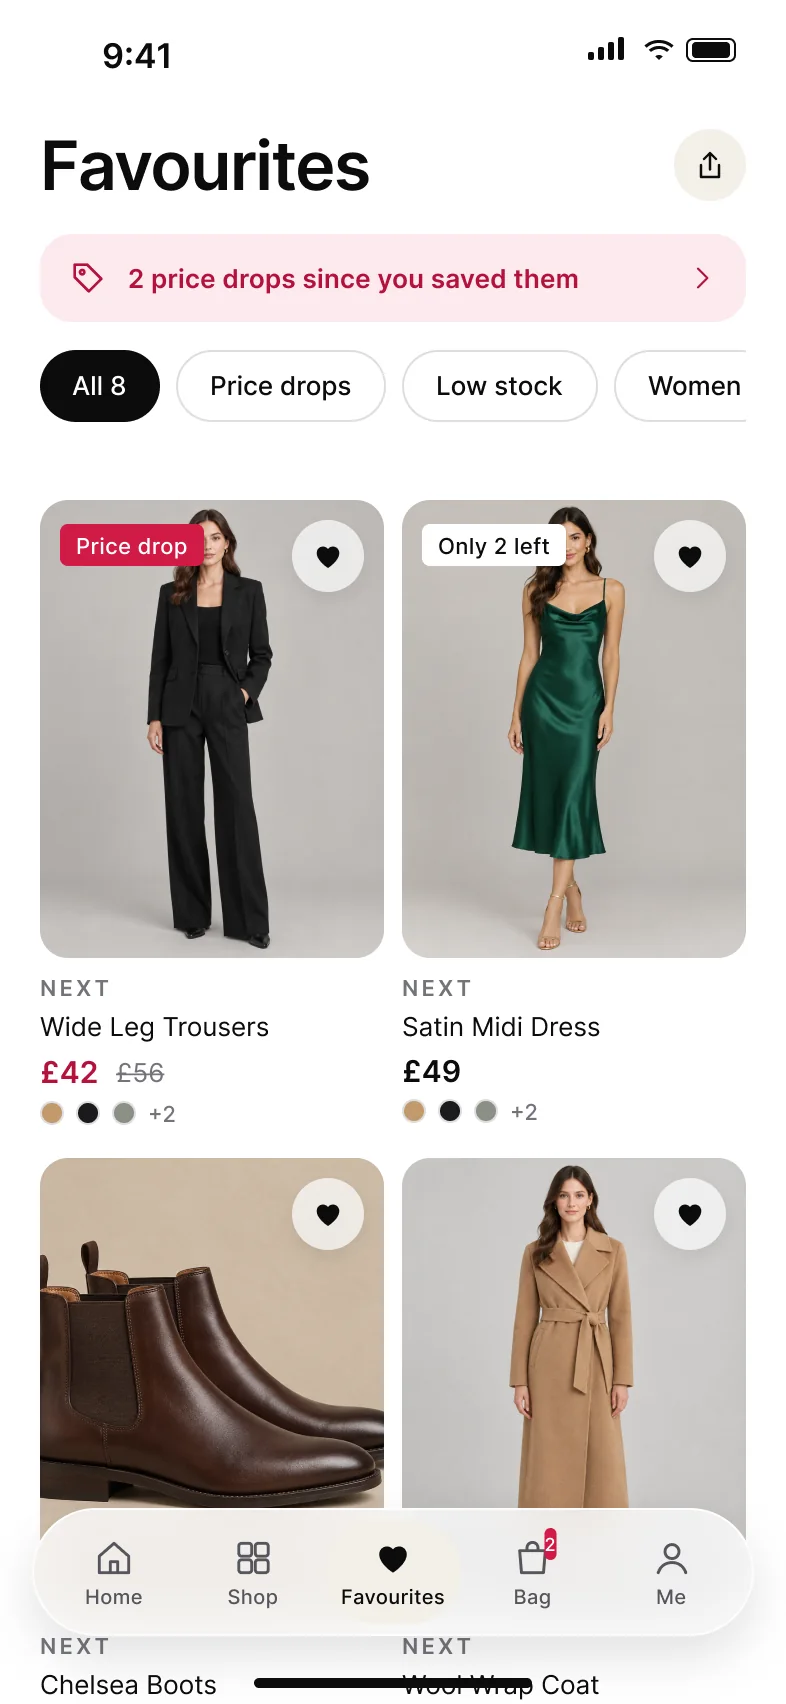 9:41
Favourites
2 price drops since you saved them
All 8
Price drops
Low stock
Women
Price drop
Only 2 left
NEXT
Wide Leg Trousers
£42 £56
+2
NEXT
Satin Midi Dress
£49
+2
Home
Shop
Favourites
2
Bag
Me
NEXT
Chelsea Boots
NEXT
Wool Wrap Coat